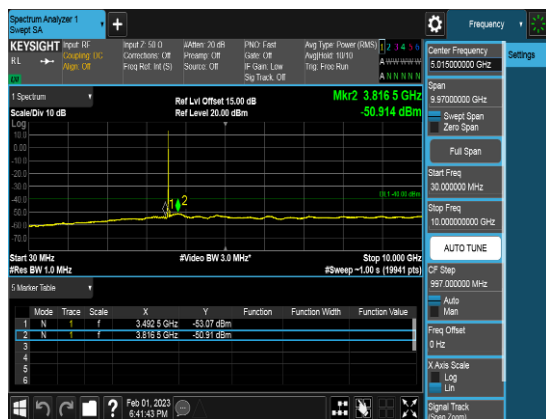 Spectrum Analyzer 1
Swept SA
+
Frequency
KEYSIGHT
RL
Input: RF
Coupling: DC
Align: Off
Input Z: 50 Ω
Corrections: Off
Freq Ref: Int (S)
#Atten: 20 dB
Preamp: Off
Source: Off
PNO: Fast
Gate: Off
IF Gain: Low
Sig Track: Off
Avg Type: Power (RMS)
Avg|Hold: 10/10
Trig: Free Run
1 2 3 4 5 6
A W W W W W
A N N N N N
1 Spectrum
Scale/Div 10 dB
Ref Lvl Offset 15.00 dB
Ref Level 20.00 dBm
Mkr2 3.816 5 GHz
-50.914 dBm
Log
10.0
0.00
-10.0
-20.0
-30.0
-40.0
-50.0
-60.0
-70.0
DL1 -40.00 dBm
1
2
Start 30 MHz
#Res BW 1.0 MHz
#Video BW 3.0 MHz*
Stop 10.000 GHz
#Sweep ~1.00 s (19941 pts)
5 Marker Table
Mode Trace Scale X Y Function Function Width Function Value
1 N 1 f 3.492 5 GHz -53.07 dBm
2 N 1 f 3.816 5 GHz -50.91 dBm
3
4
5
6
Feb 01, 2023
6:41:43 PM
Center Frequency
5.015000000 GHz
Settings
Span
9.97000000 GHz
Swept Span
Zero Span
Full Span
Start Freq
30.000000 MHz
Stop Freq
10.000000000 GHz
AUTO TUNE
CF Step
997.000000 MHz
Auto
Man
Freq Offset
0 Hz
X Axis Scale
Log
Lin
Signal Track
(Span Zoom)